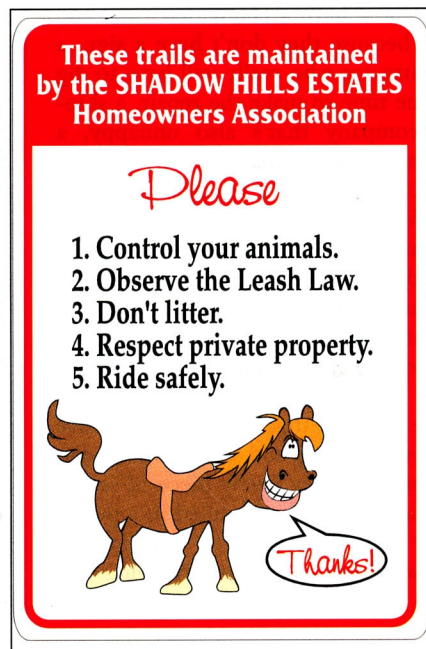 These trails are maintained
by the SHADOW HILLS ESTATES
Homeowners Association
Please
1. Control your animals.
2. Observe the Leash Law.
3. Don't litter.
4. Respect private property.
5. Ride safely.
Thanks!